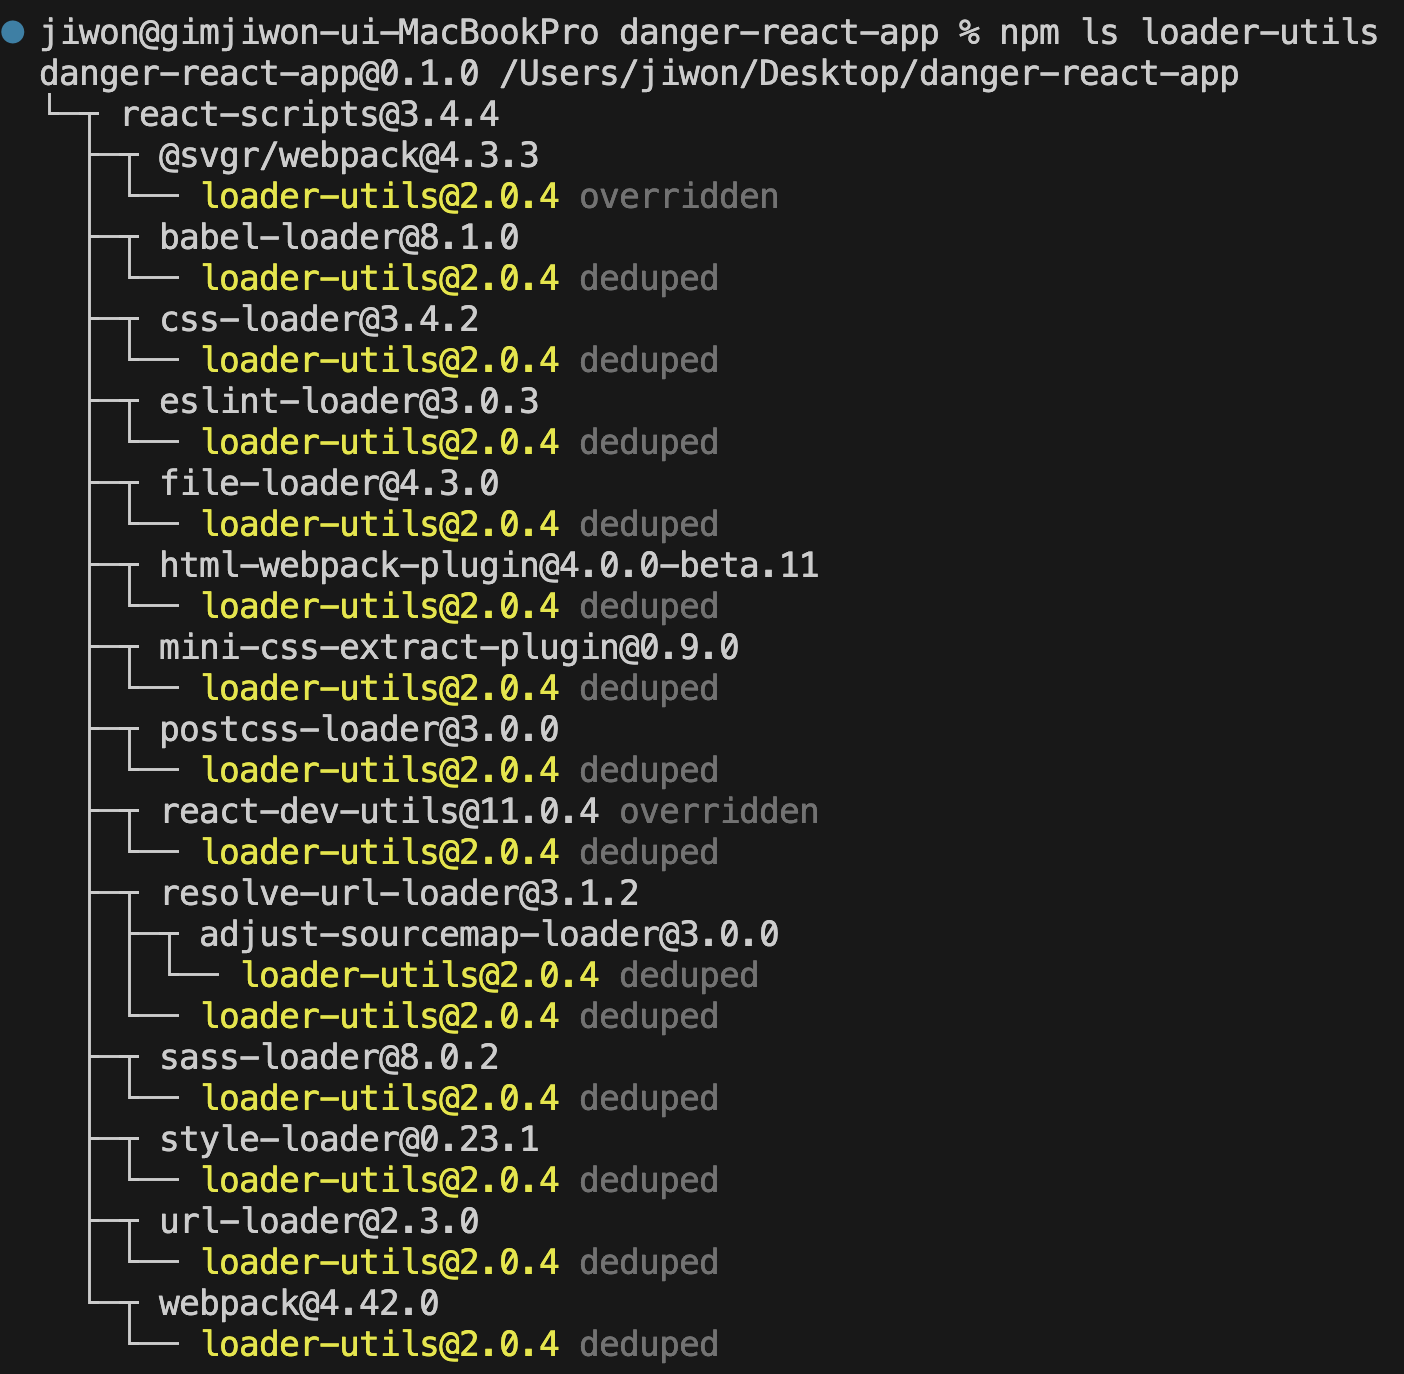 jiwon@gimjiwon-ui-MacBookPro danger-react-app % npm ls loader-utils
danger-react-app@0.1.0 /Users/jiwon/Desktop/danger-react-app
└─┬ react-scripts@3.4.4
  ├─┬ @svgr/webpack@4.3.3
  │ └── loader-utils@2.0.4 overridden
  ├─┬ babel-loader@8.1.0
  │ └── loader-utils@2.0.4 deduped
  ├─┬ css-loader@3.4.2
  │ └── loader-utils@2.0.4 deduped
  ├─┬ eslint-loader@3.0.3
  │ └── loader-utils@2.0.4 deduped
  ├─┬ file-loader@4.3.0
  │ └── loader-utils@2.0.4 deduped
  ├─┬ html-webpack-plugin@4.0.0-beta.11
  │ └── loader-utils@2.0.4 deduped
  ├─┬ mini-css-extract-plugin@0.9.0
  │ └── loader-utils@2.0.4 deduped
  ├─┬ postcss-loader@3.0.0
  │ └── loader-utils@2.0.4 deduped
  ├─┬ react-dev-utils@11.0.4 overridden
  │ └── loader-utils@2.0.4 deduped
  ├─┬ resolve-url-loader@3.1.2
  │ ├─┬ adjust-sourcemap-loader@3.0.0
  │ │ └── loader-utils@2.0.4 deduped
  │ └── loader-utils@2.0.4 deduped
  ├─┬ sass-loader@8.0.2
  │ └── loader-utils@2.0.4 deduped
  ├─┬ style-loader@0.23.1
  │ └── loader-utils@2.0.4 deduped
  ├─┬ url-loader@2.3.0
  │ └── loader-utils@2.0.4 deduped
  └─┬ webpack@4.42.0
    └── loader-utils@2.0.4 deduped